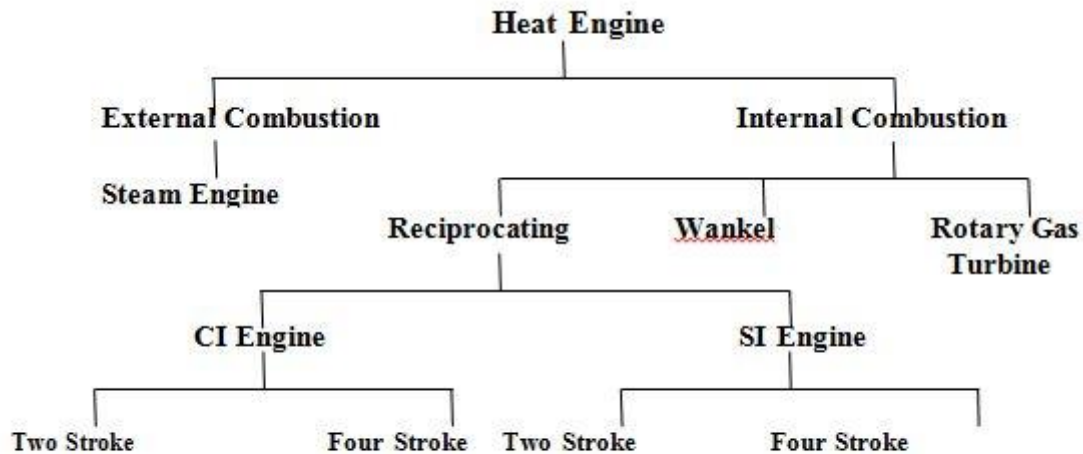 Heat Engine
External Combustion
Internal Combustion
Steam Engine
Reciprocating
Wankel
Rotary Gas
Turbine
CI Engine
SI Engine
Two Stroke
Four Stroke
Two Stroke
Four Stroke